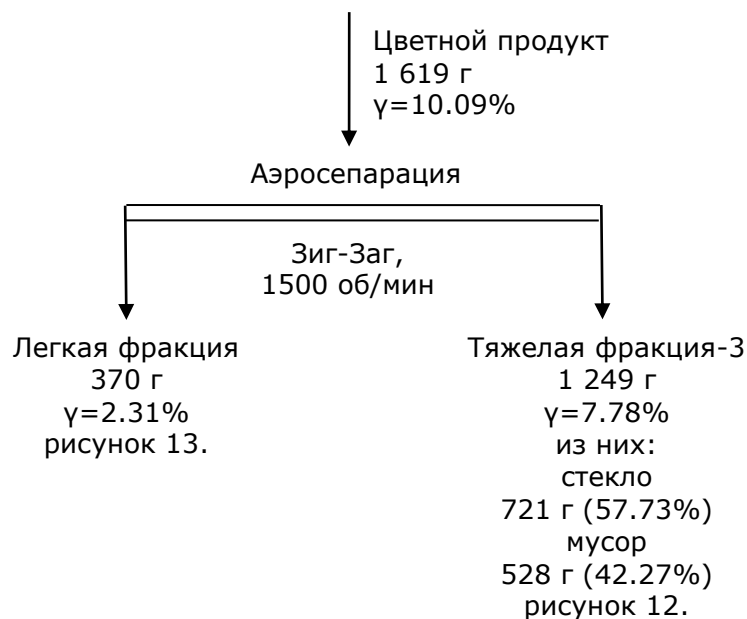 Цветной продукт
1 619 г
γ=10.09%
Аэросепарация
Зиг-Заг,
1500 об/мин
Легкая фракция
370 г
γ=2.31%
рисунок 13.
Тяжелая фракция-3
1 249 г
γ=7.78%
из них:
стекло
721 г (57.73%)
мусор
528 г (42.27%)
рисунок 12.